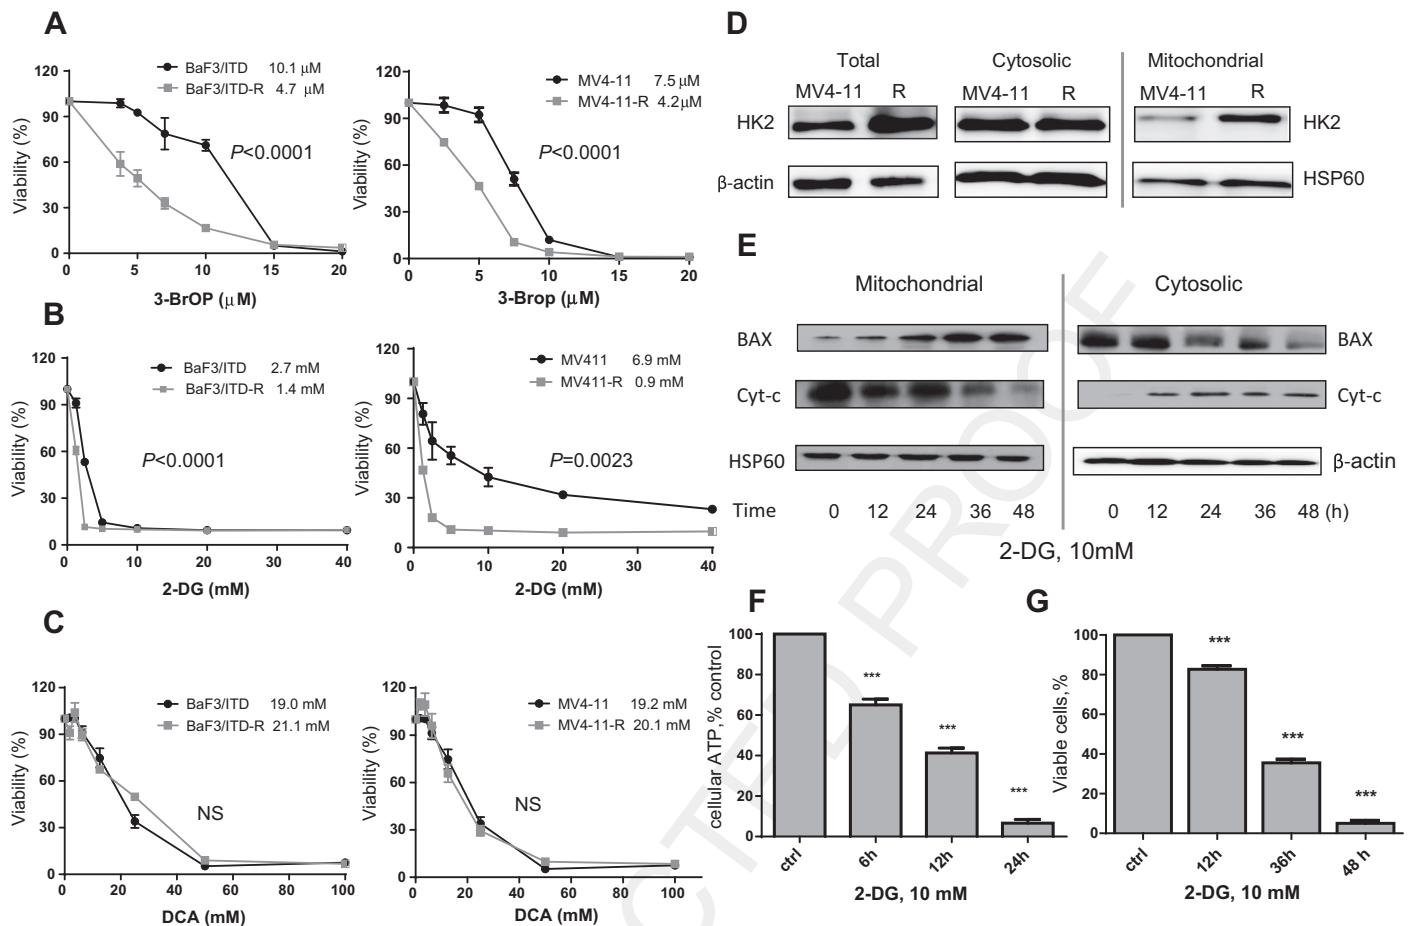 A
BaF3/ITD 10.1 μM
BaF3/ITD-R 4.7 μM
Viability (%)
120
90
60
30
0
P<0.0001
0 5 10 15 20
3-BrOP (μM)
MV4-11 7.5 μM
MV4-11-R 4.2μM
Viability (%)
120
90
60
30
0
P<0.0001
0 5 10 15 20
3-Brop (μM)
B
BaF3/ITD 2.7 mM
BaF3/ITD-R 1.4 mM
Viability (%)
120
90
60
30
0
P<0.0001
0 10 20 30 40
2-DG (mM)
MV411 6.9 mM
MV411-R 0.9 mM
Viability (%)
120
90
60
30
0
P=0.0023
0 10 20 30 40
2-DG (mM)
C
BaF3/ITD 19.0 mM
BaF3/ITD-R 21.1 mM
Viability (%)
120
90
60
30
0
NS
0 20 40 60 80 100
DCA (mM)
MV4-11 19.2 mM
MV4-11-R 20.1 mM
Viability (%)
120
90
60
30
0
NS
0 20 40 60 80 100
DCA (mM)
D
Total Cytosolic Mitochondrial
MV4-11 R MV4-11 R MV4-11 R
HK2 HK2
β-actin HSP60
E
Mitochondrial Cytosolic
BAX BAX
Cyt-c Cyt-c
HSP60 β-actin
Time 0 12 24 36 48 0 12 24 36 48 (h)
2-DG, 10mM
F
cellular ATP,% control
100
80
60
40
20
0
*** *** ***
ctrl 6h 12h 24h
2-DG, 10 mM
G
Viable cells,%
100
80
60
40
20
0
*** *** ***
ctrl 12h 36h 48 h
2-DG, 10 mM
CTED PROOF